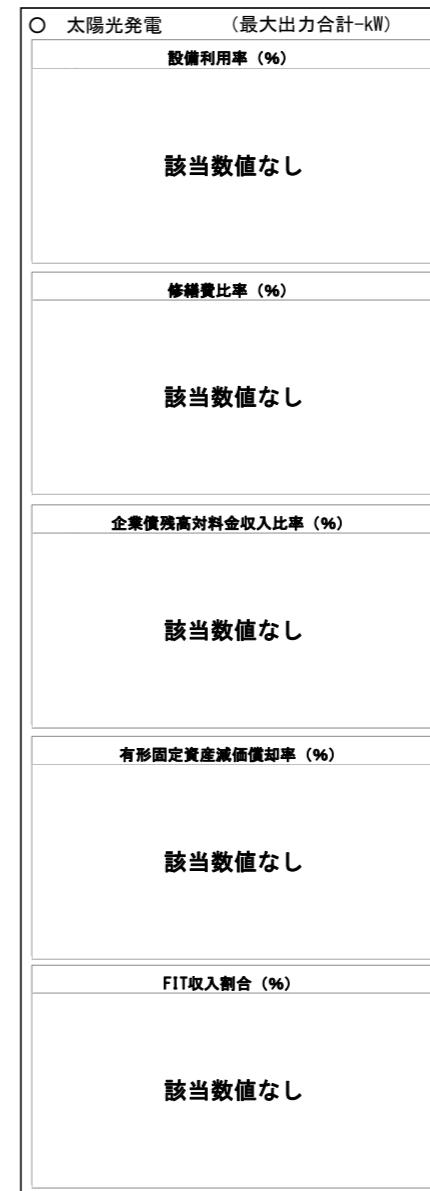 ○ 太陽光発電 (最大出力合計-kW)
設備利用率（%）
該当数値なし
修繕費比率（%）
該当数値なし
企業債残高対料金収入比率（%）
該当数値なし
有形固定資産減価償却率（%）
該当数値なし
FIT収入割合（%）
該当数値なし